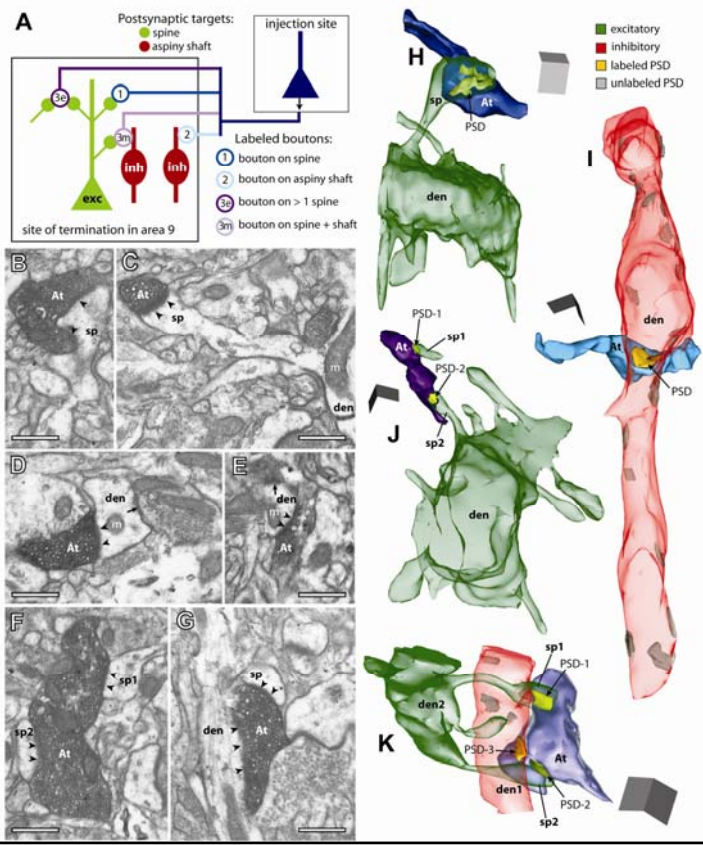 A
Postsynaptic targets:
spine
aspiny shaft
injection site
3e
1
3m
2
inh
inh
exc
Labeled boutons:
1 bouton on spine
2 bouton on aspiny shaft
3e bouton on > 1 spine
3m bouton on spine + shaft
site of termination in area 9
B
At
sp
C
At
sp
m
den
D
den
m
At
E
den
m
At
F
sp1
sp2
At
G
sp
den
At
H
sp
At
PSD
den
excitatory
inhibitory
labeled PSD
unlabeled PSD
I
den
At
PSD
J
PSD-1
At
sp1
PSD-2
sp2
den
K
sp1
PSD-1
den2
At
PSD-3
den1
PSD-2
sp2